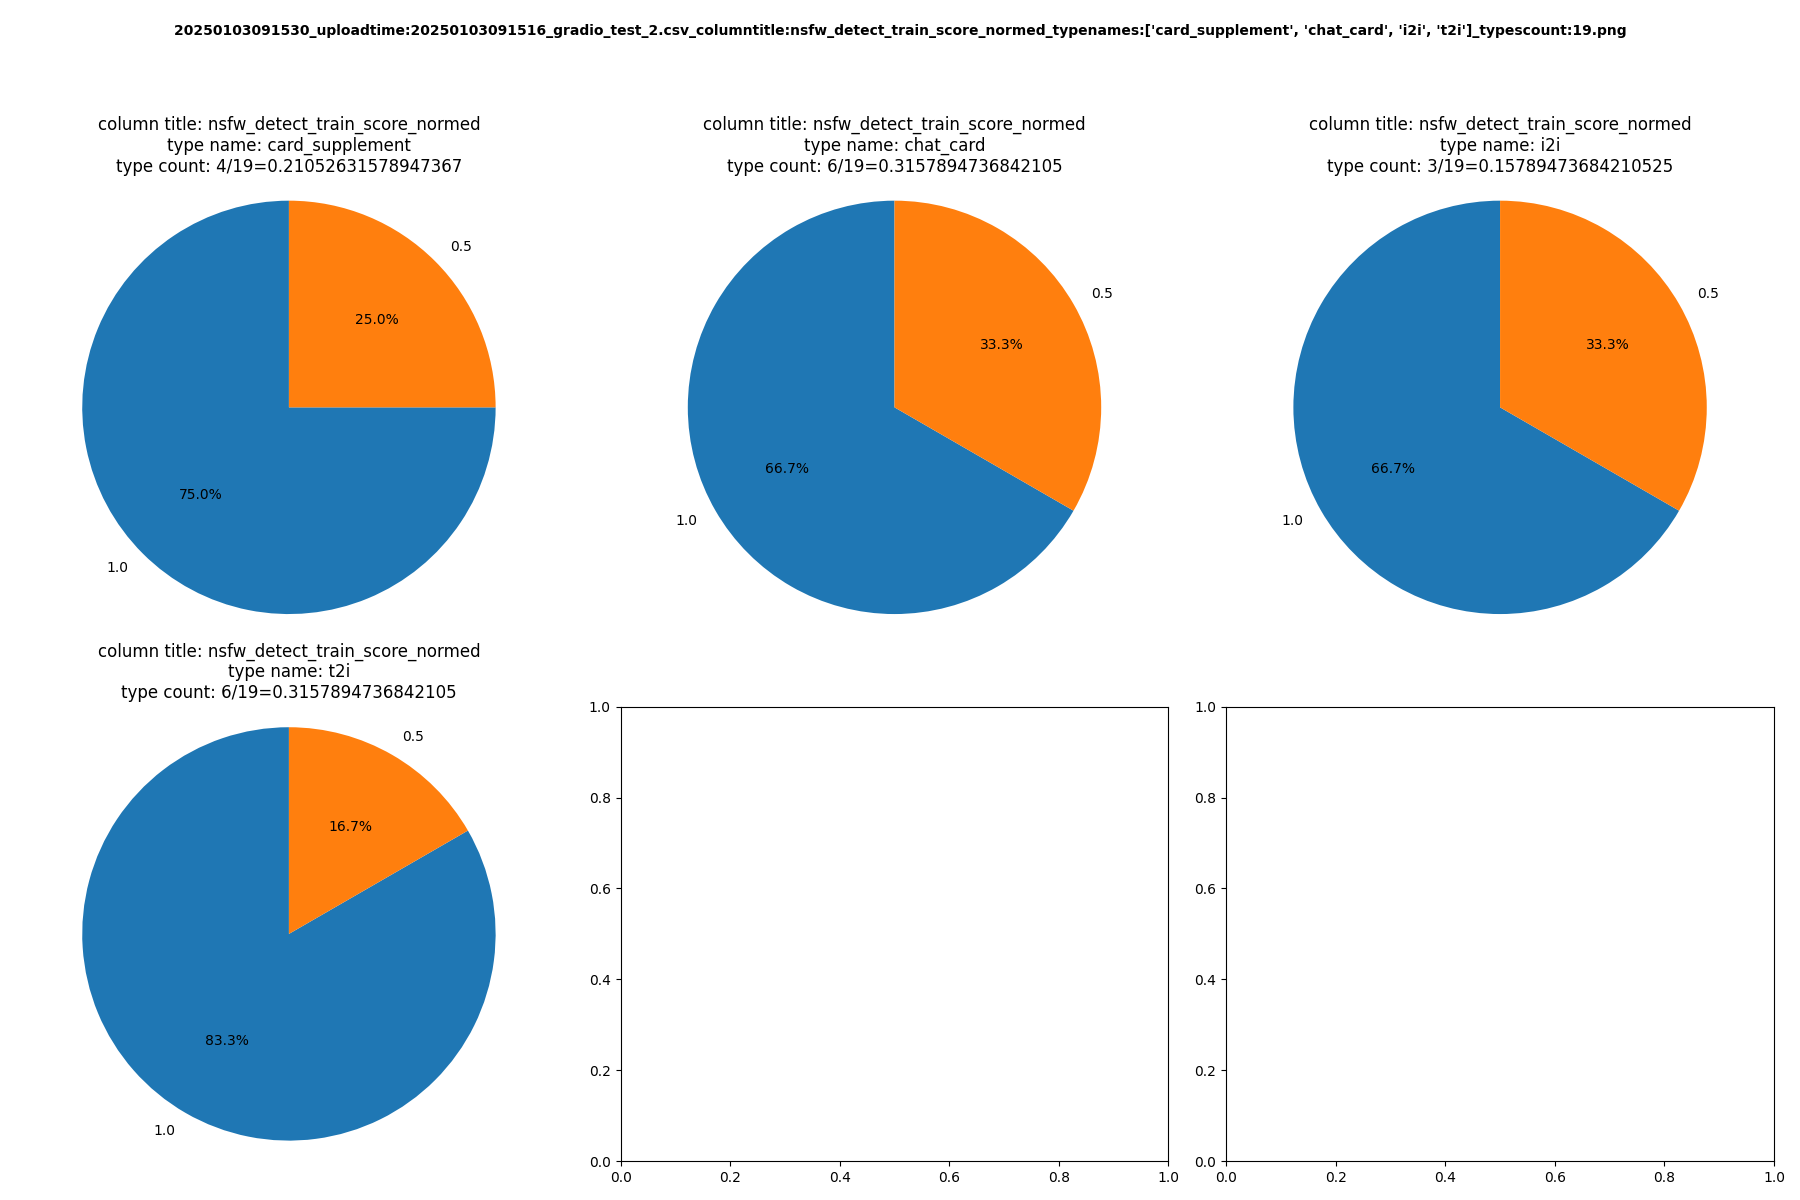 20250103091530_uploadtime:20250103091516_gradio_test_2.csv_columntitle:nsfw_detect_train_score_normed_typenames:['card_supplement', 'chat_card', 'i2i', 't2i']_typescount:19.png
column title: nsfw_detect_train_score_normed
type name: card_supplement
type count: 4/19=0.21052631578947367
0.5
25.0%
75.0%
1.0
column title: nsfw_detect_train_score_normed
type name: chat_card
type count: 6/19=0.3157894736842105
0.5
33.3%
66.7%
1.0
column title: nsfw_detect_train_score_normed
type name: i2i
type count: 3/19=0.15789473684210525
0.5
33.3%
66.7%
1.0
column title: nsfw_detect_train_score_normed
type name: t2i
type count: 6/19=0.3157894736842105
0.5
16.7%
83.3%
1.0
1.0
0.8
0.6
0.4
0.2
0.0
0.0 0.2 0.4 0.6 0.8 1.0
1.0
0.8
0.6
0.4
0.2
0.0
0.0 0.2 0.4 0.6 0.8 1.0